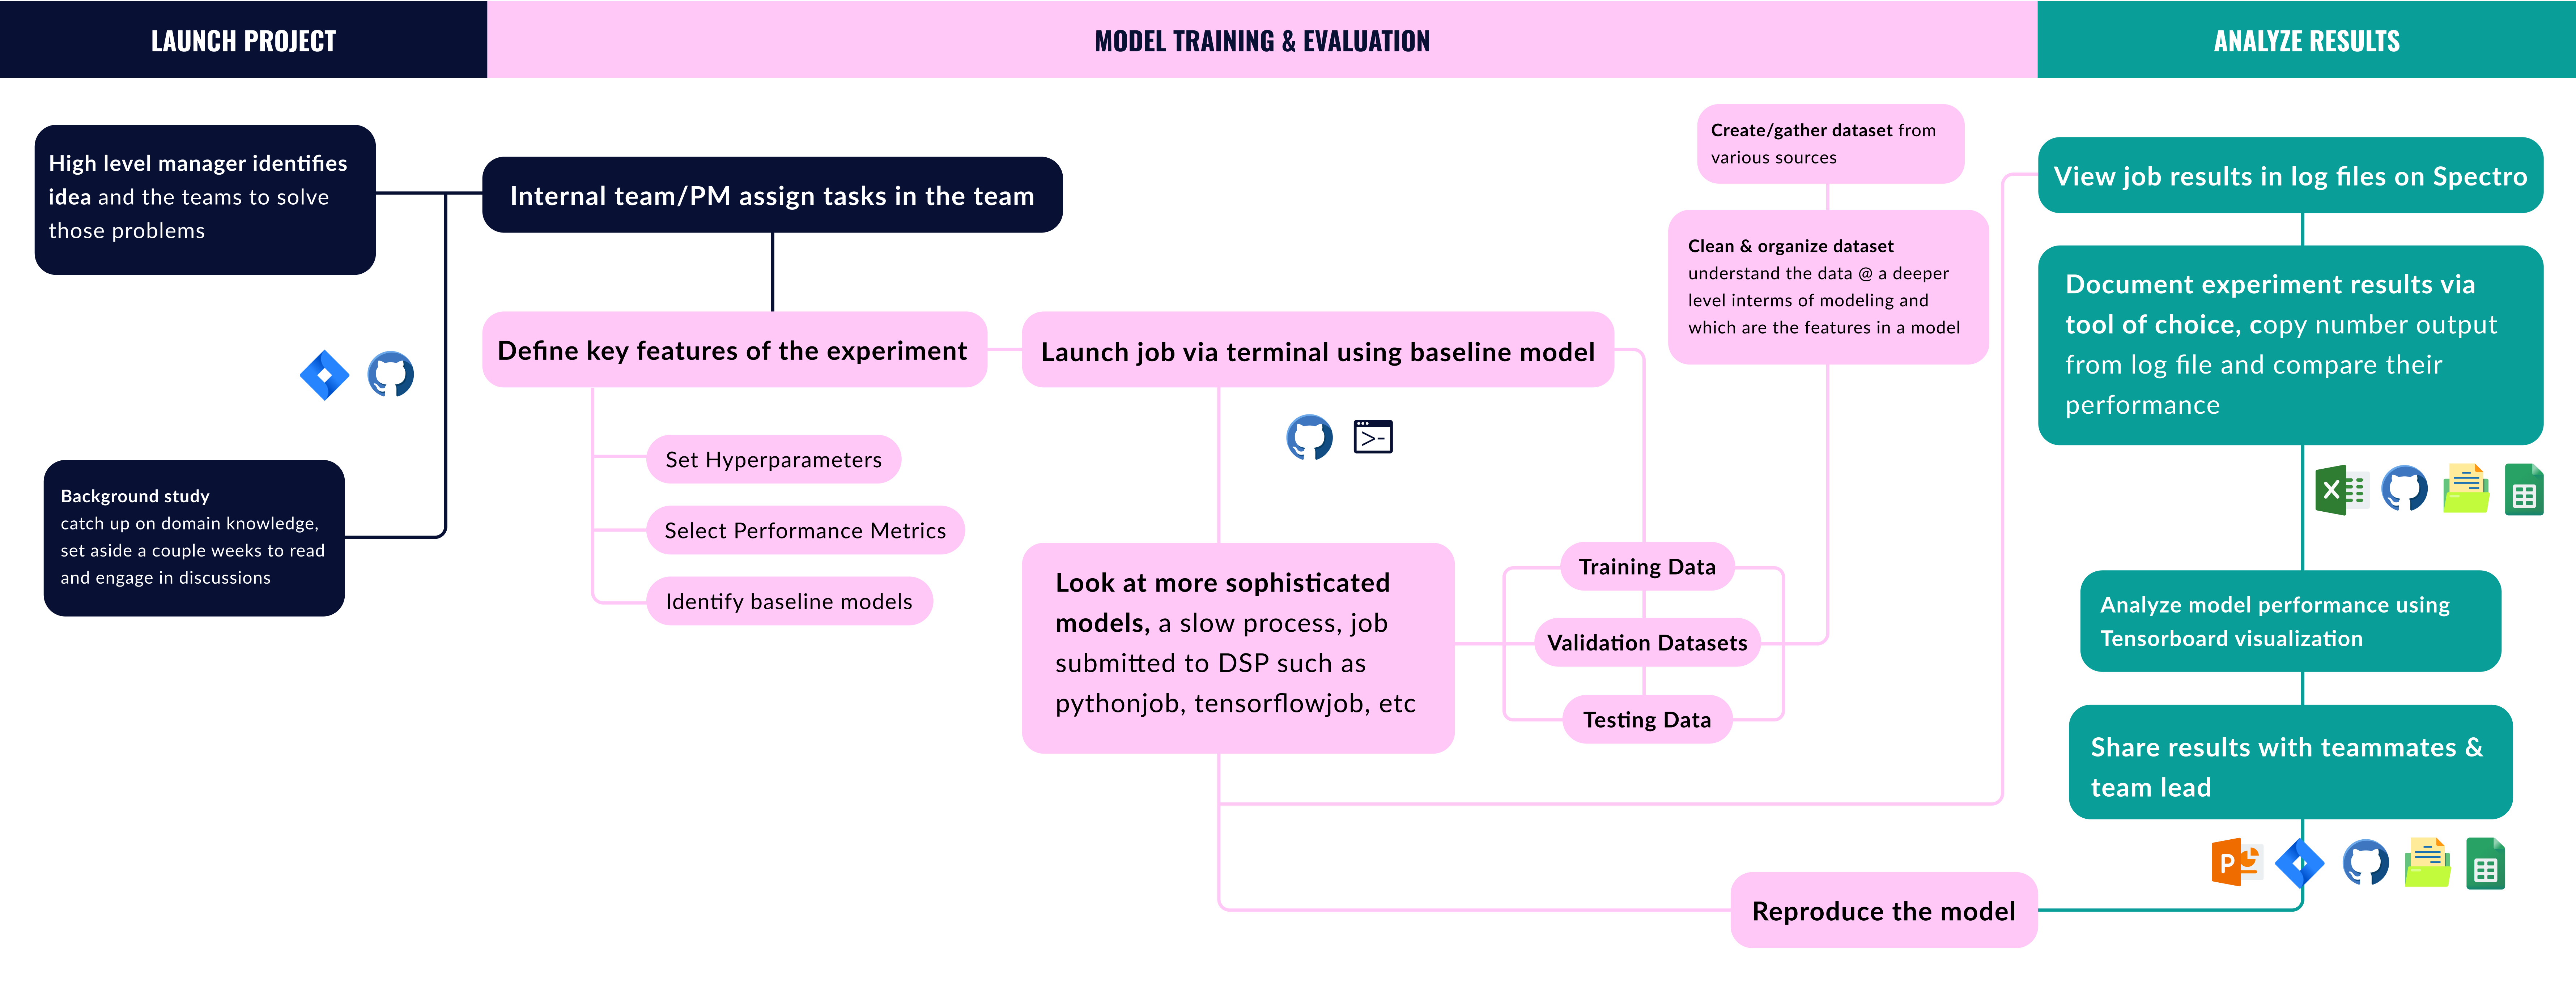 LAUNCH PROJECT
MODEL TRAINING & EVALUATION
ANALYZE RESULTS
High level manager identifies
idea and the teams to solve
those problems
Internal team/PM assign tasks in the team
Background study
catch up on domain knowledge,
set aside a couple weeks to read
and engage in discussions
Define key features of the experiment
Set Hyperparameters
Select Performance Metrics
Identify baseline models
Launch job via terminal using baseline model
>-
Look at more sophisticated
models, a slow process, job
submitted to DSP such as
pythonjob, tensorflowjob, etc
Create/gather dataset from
various sources
Clean & organize dataset
understand the data @ a deeper
level interms of modeling and
which are the features in a model
Training Data
Validation Datasets
Testing Data
Reproduce the model
View job results in log files on Spectro
Document experiment results via
tool of choice, copy number output
from log file and compare their
performance
X
Analyze model performance using
Tensorboard visualization
Share results with teammates &
team lead
P